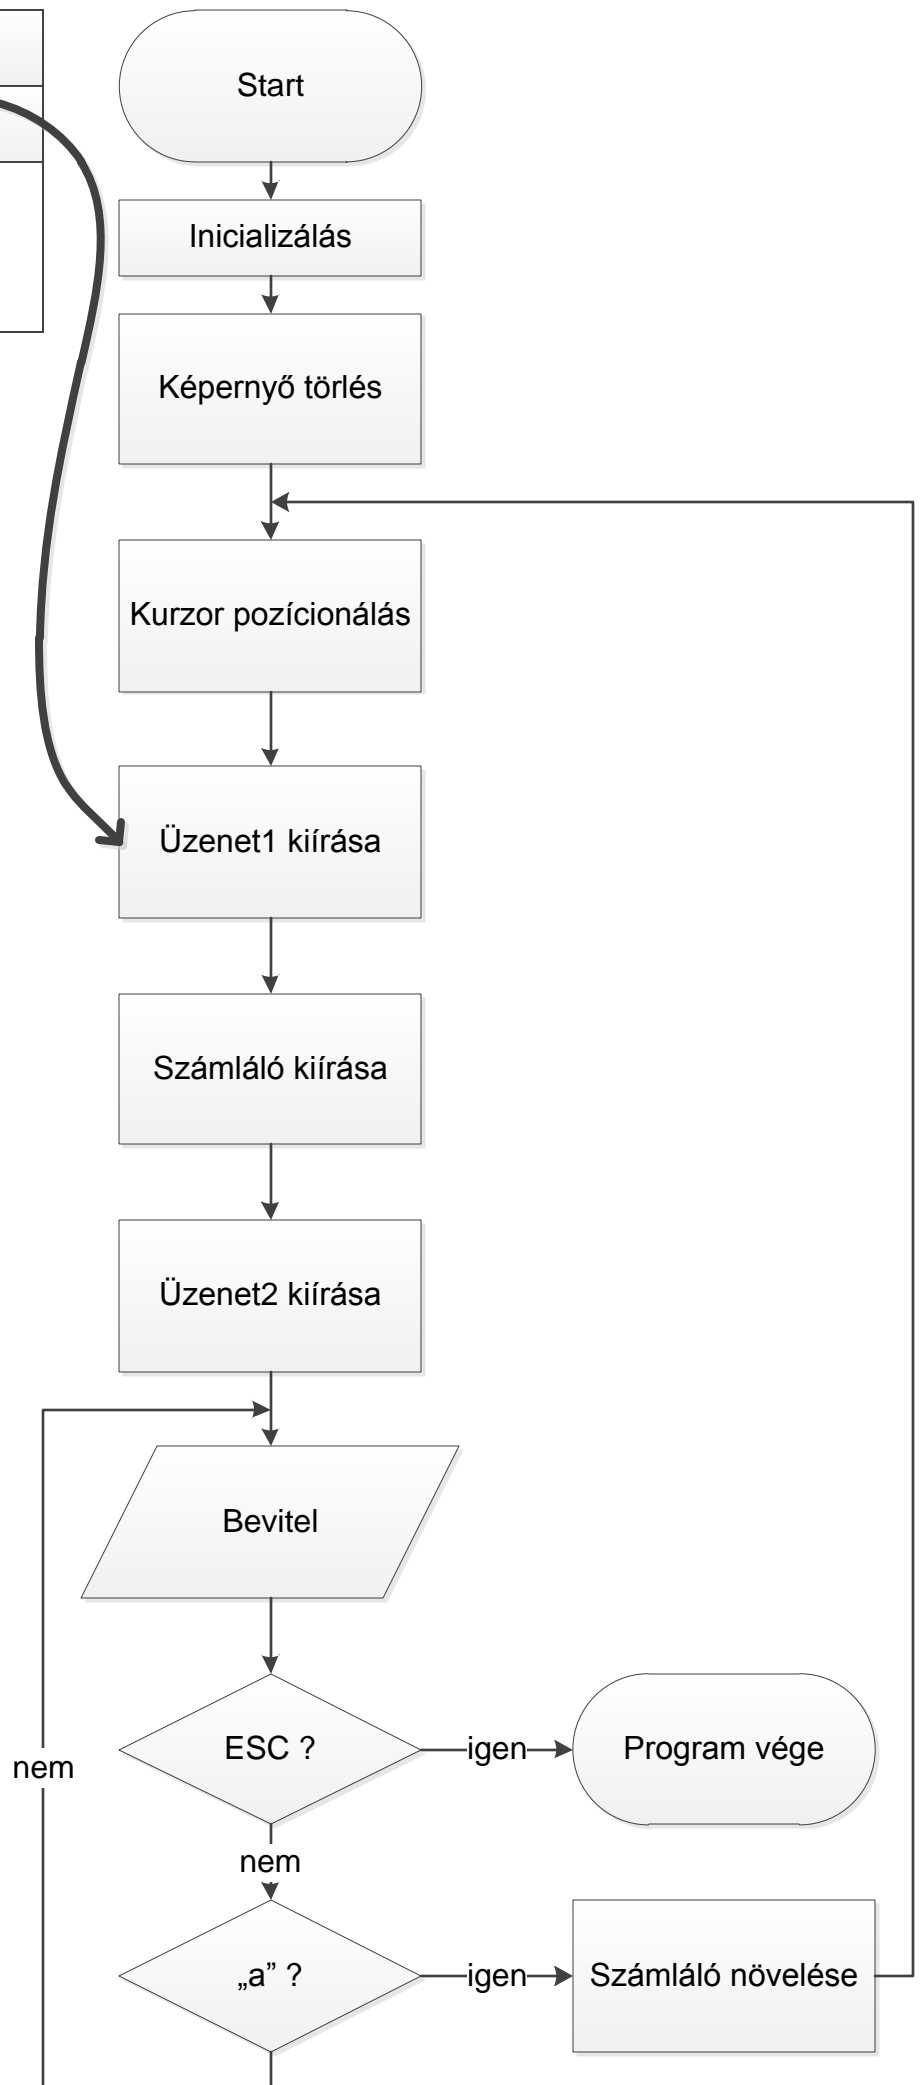 Start
Inicializálás
Képernyő törlés
Kurzor pozícionálás
Üzenet1 kiírása
Számláló kiírása
Üzenet2 kiírása
Bevitel
ESC ?
igen
Program vége
nem
nem
„a” ?
igen
Számláló növelése